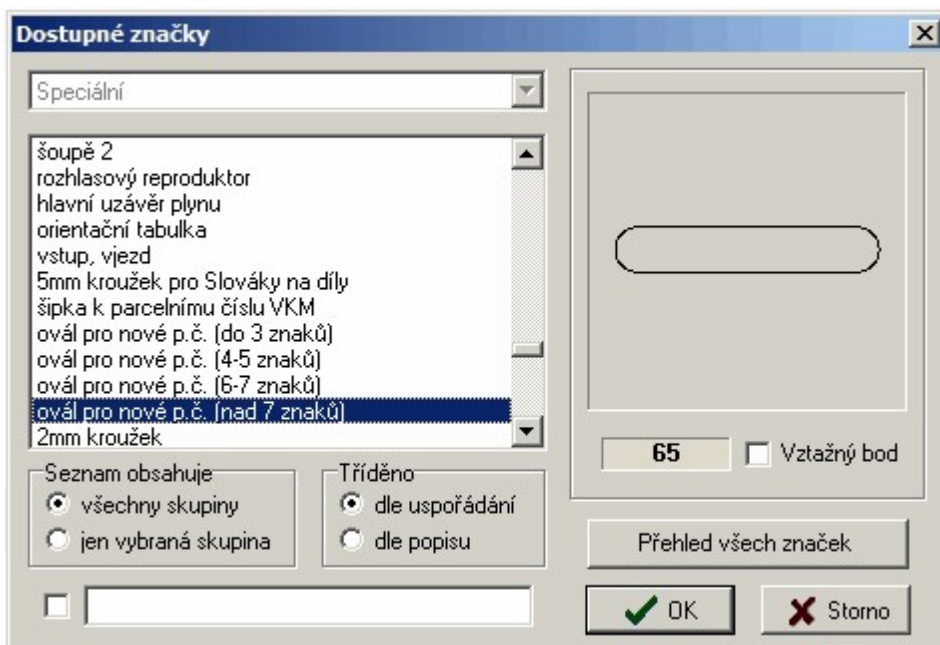 Dostupné značky
Speciální
šoupě 2
rozhlasový reproduktor
hlavní uzávěr plynu
orientační tabulka
vstup, vjezd
5mm kroužek pro Slováky na díly
šipka k parcelnímu číslu VKM
ovál pro nové p.č. (do 3 znaků)
ovál pro nové p.č. (4-5 znaků)
ovál pro nové p.č. (6-7 znaků)
ovál pro nové p.č. (nad 7 znaků)
2mm kroužek
65
Vztažný bod
Seznam obsahuje
všechny skupiny
jen vybraná skupina
Tříděno
dle uspořádání
dle popisu
Přehled všech značek
OK
Storno